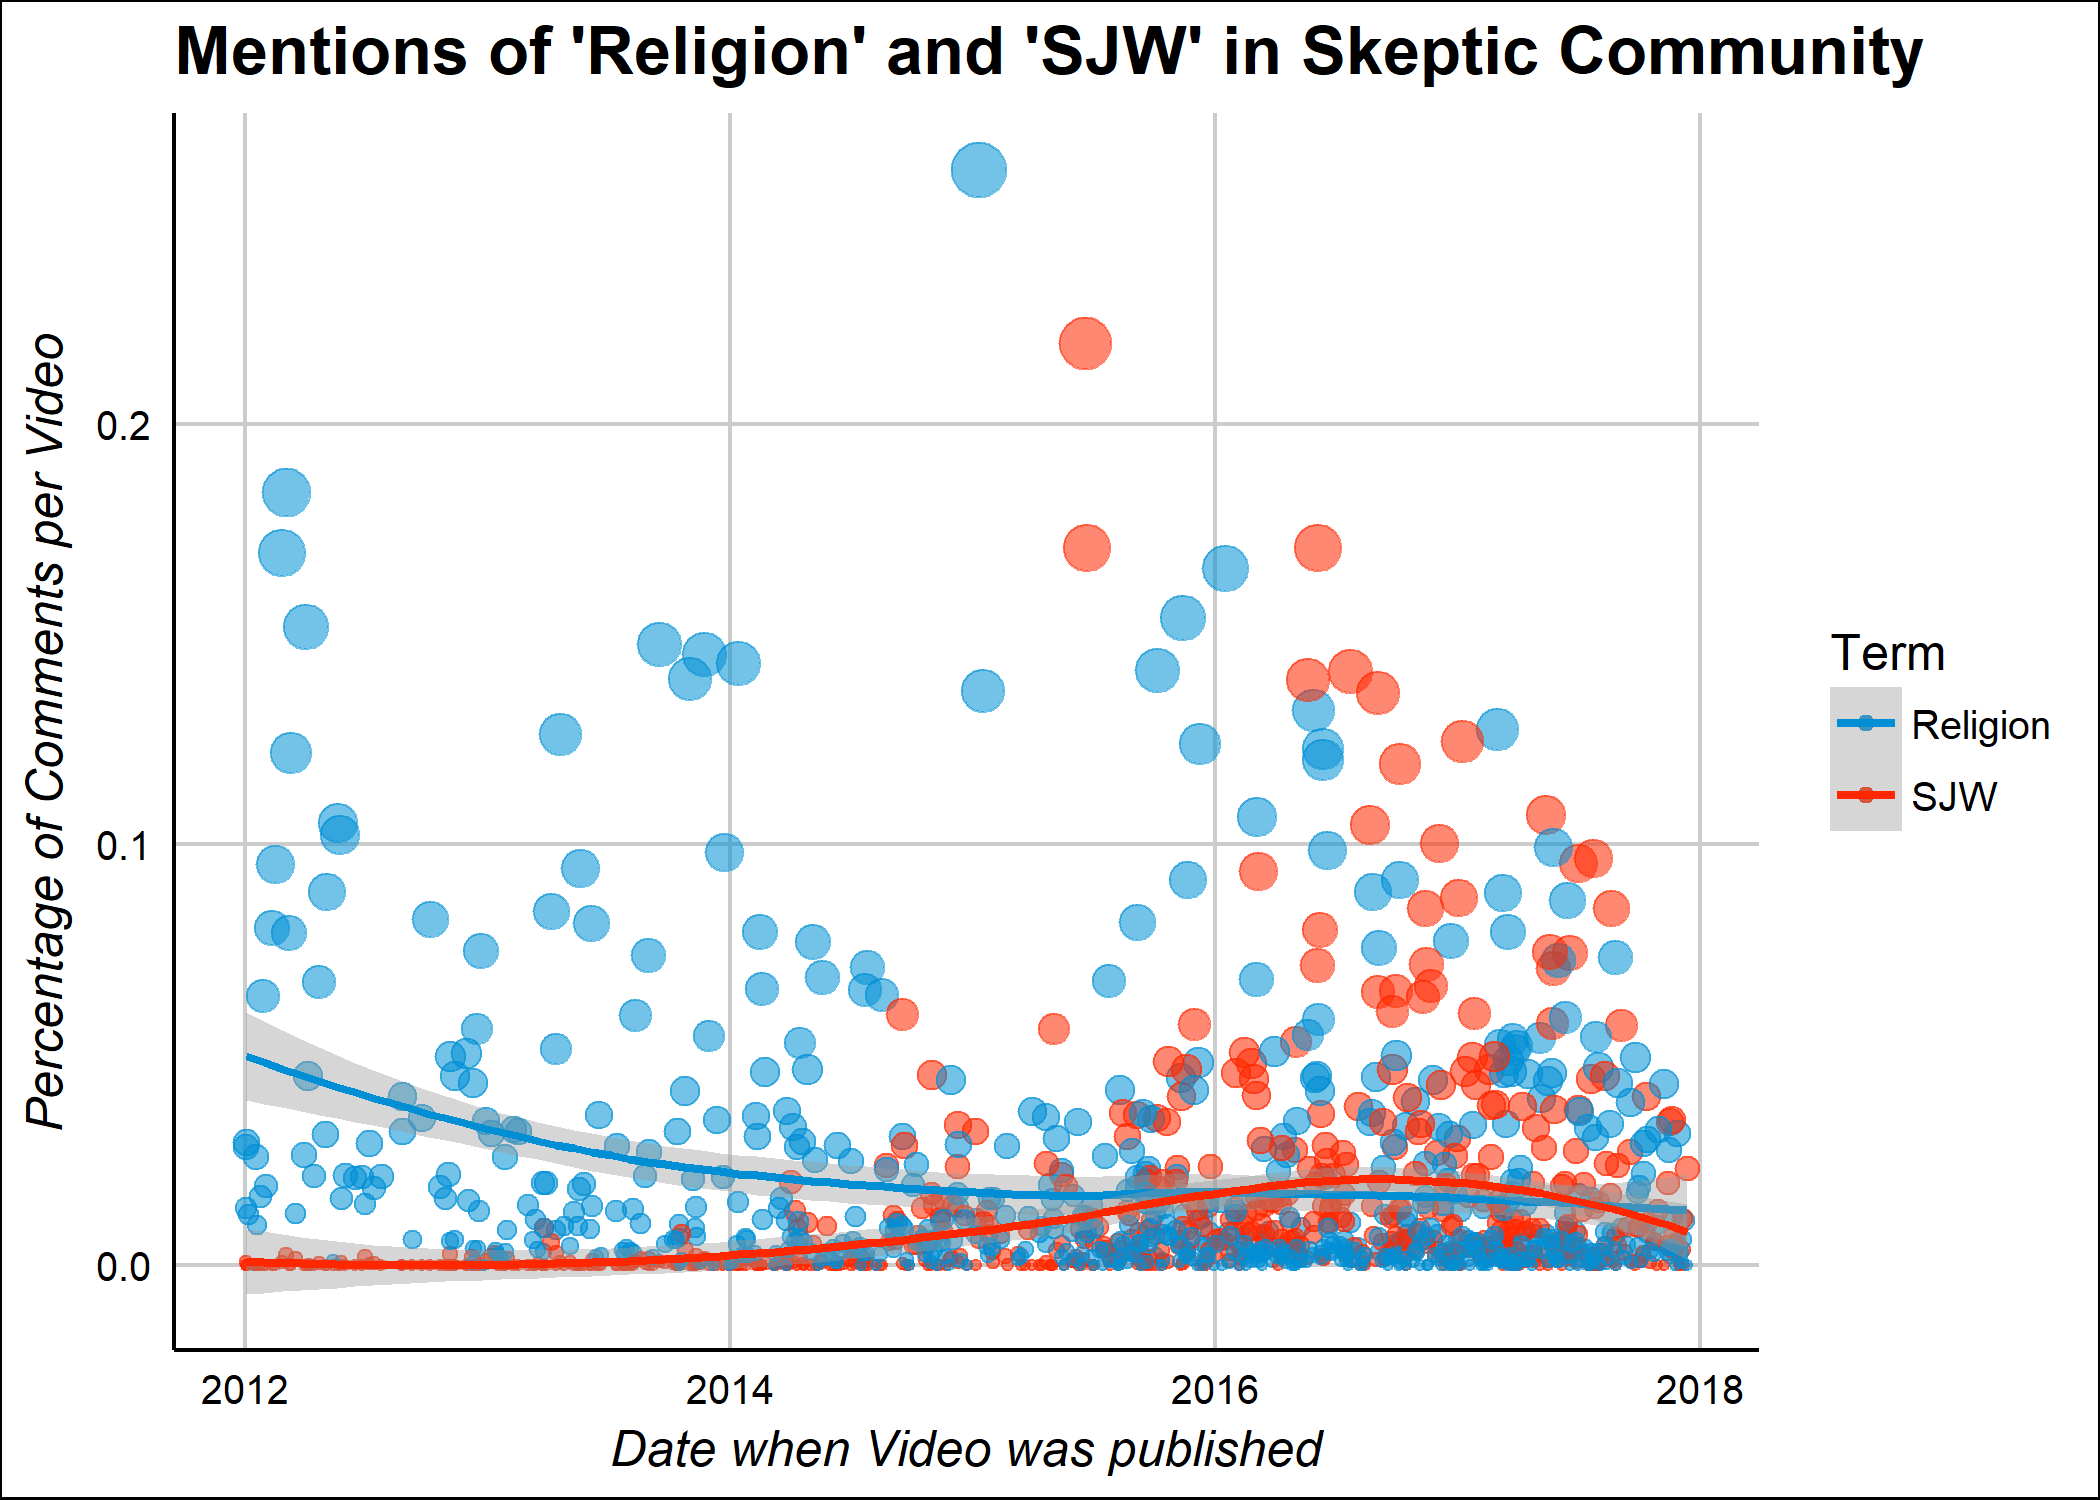 Mentions of 'Religion' and 'SJW' in Skeptic Community
Percentage of Comments per Video
0.2
0.1
0.0
2012 2014 2016 2018
Date when Video was published
Term
Religion
SJW